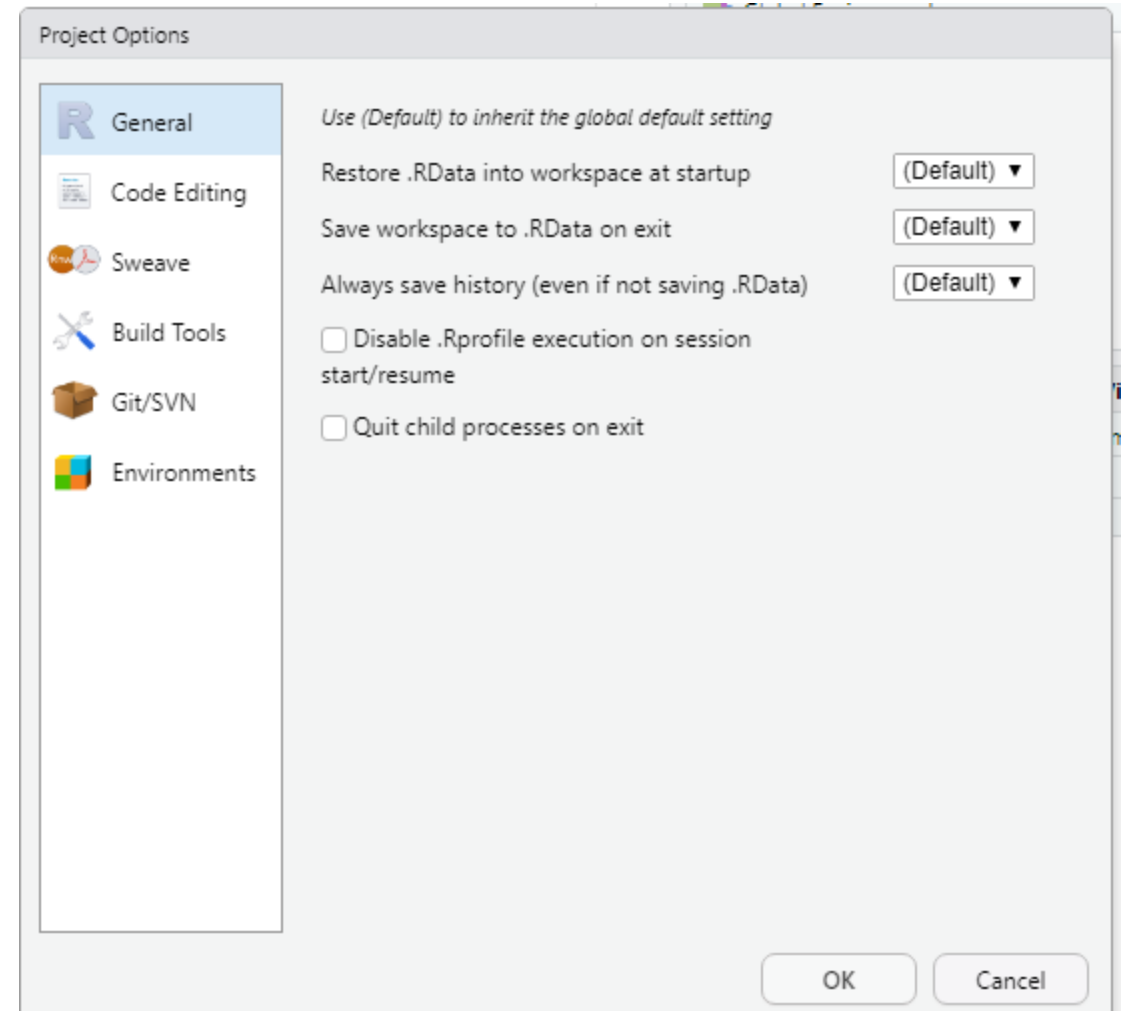 Project Options
General
Code Editing
Sweave
Build Tools
Git/SVN
Environments
Use (Default) to inherit the global default setting
Restore .RData into workspace at startup (Default)
Save workspace to .RData on exit (Default)
Always save history (even if not saving .RData) (Default)
Disable .Rprofile execution on session
start/resume
Quit child processes on exit
OK Cancel